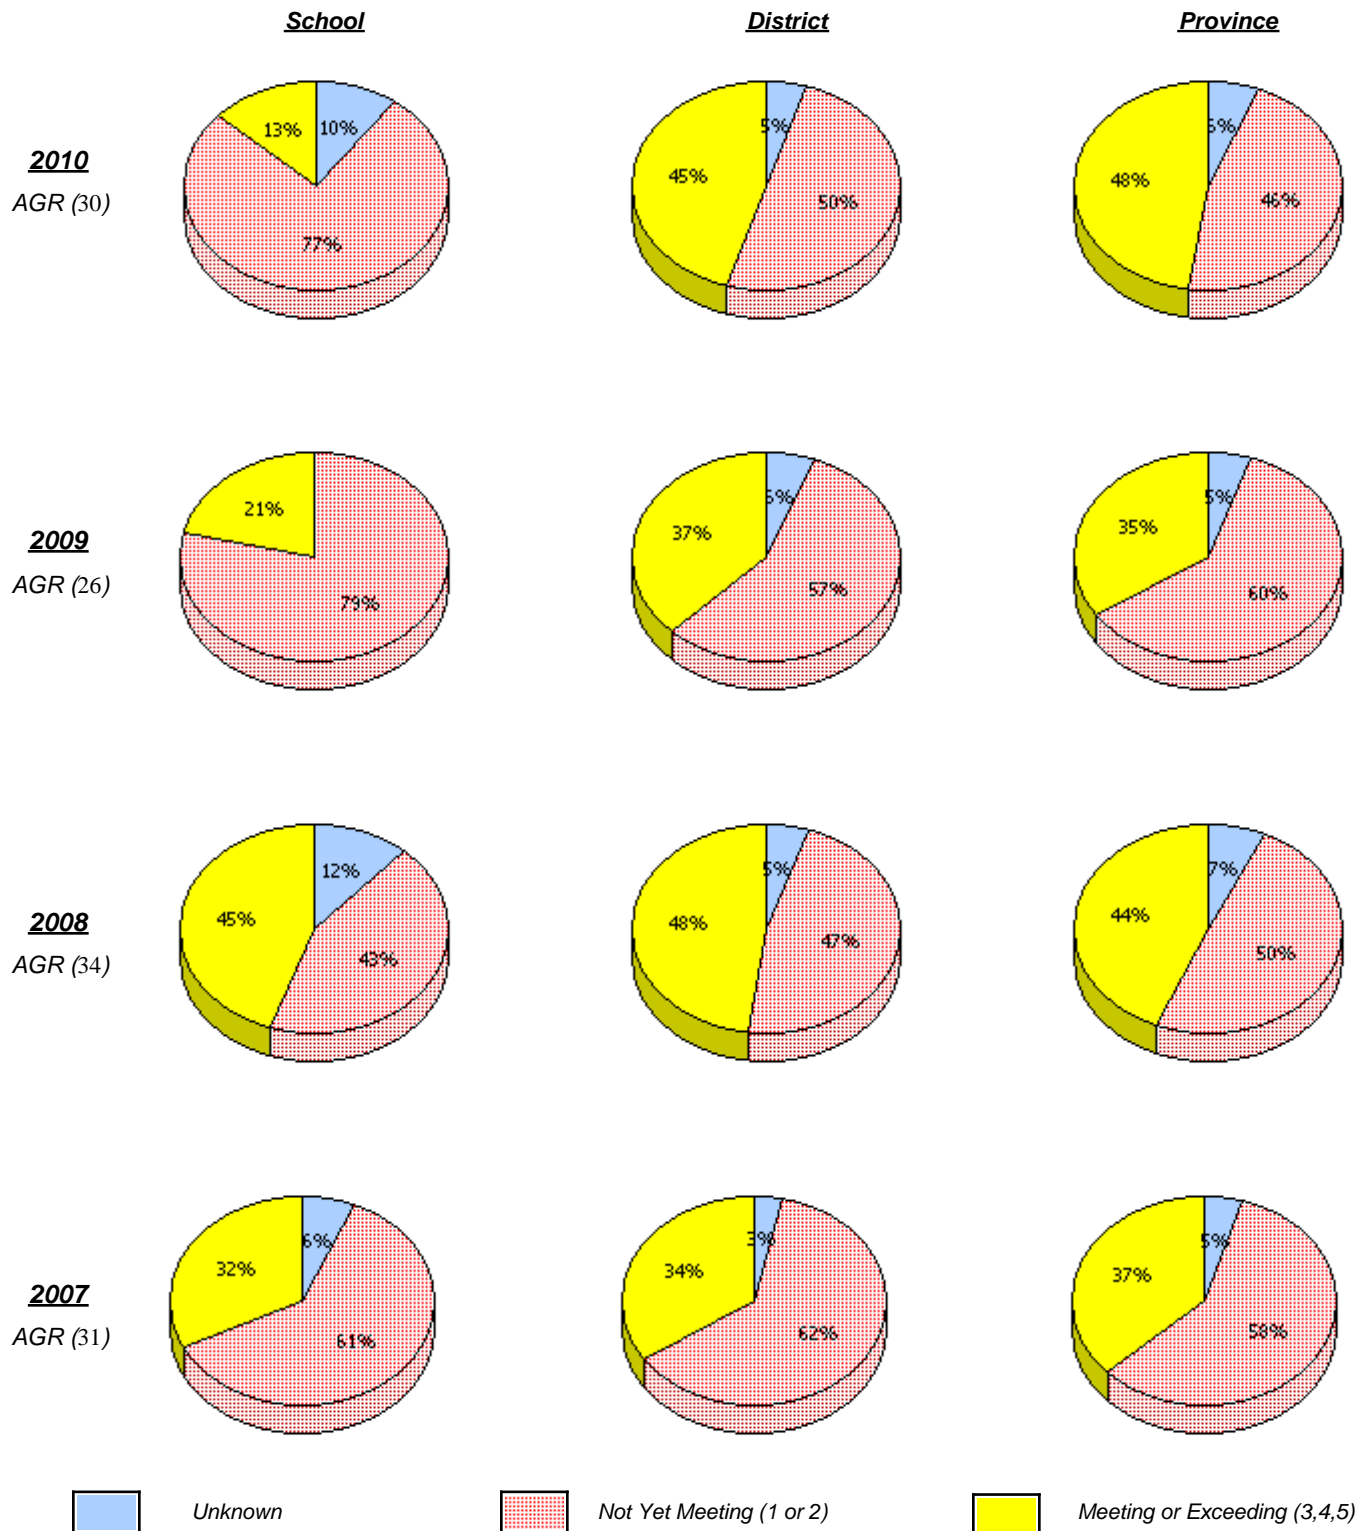 School District Province
13% 10% 5% 6%
2010 45% 50% 48% 46%
AGR (30)
77%
21% 6% 5%
2009 37% 35%
AGR (26) 79% 57% 60%
12% 5% 7%
2008 45% 48% 44%
AGR (34) 43% 47% 50%
6% 3% 5%
2007 32% 34% 37%
AGR (31) 61% 62% 58%
Unknown Not Yet Meeting (1 or 2) Meeting or Exceeding (3,4,5)